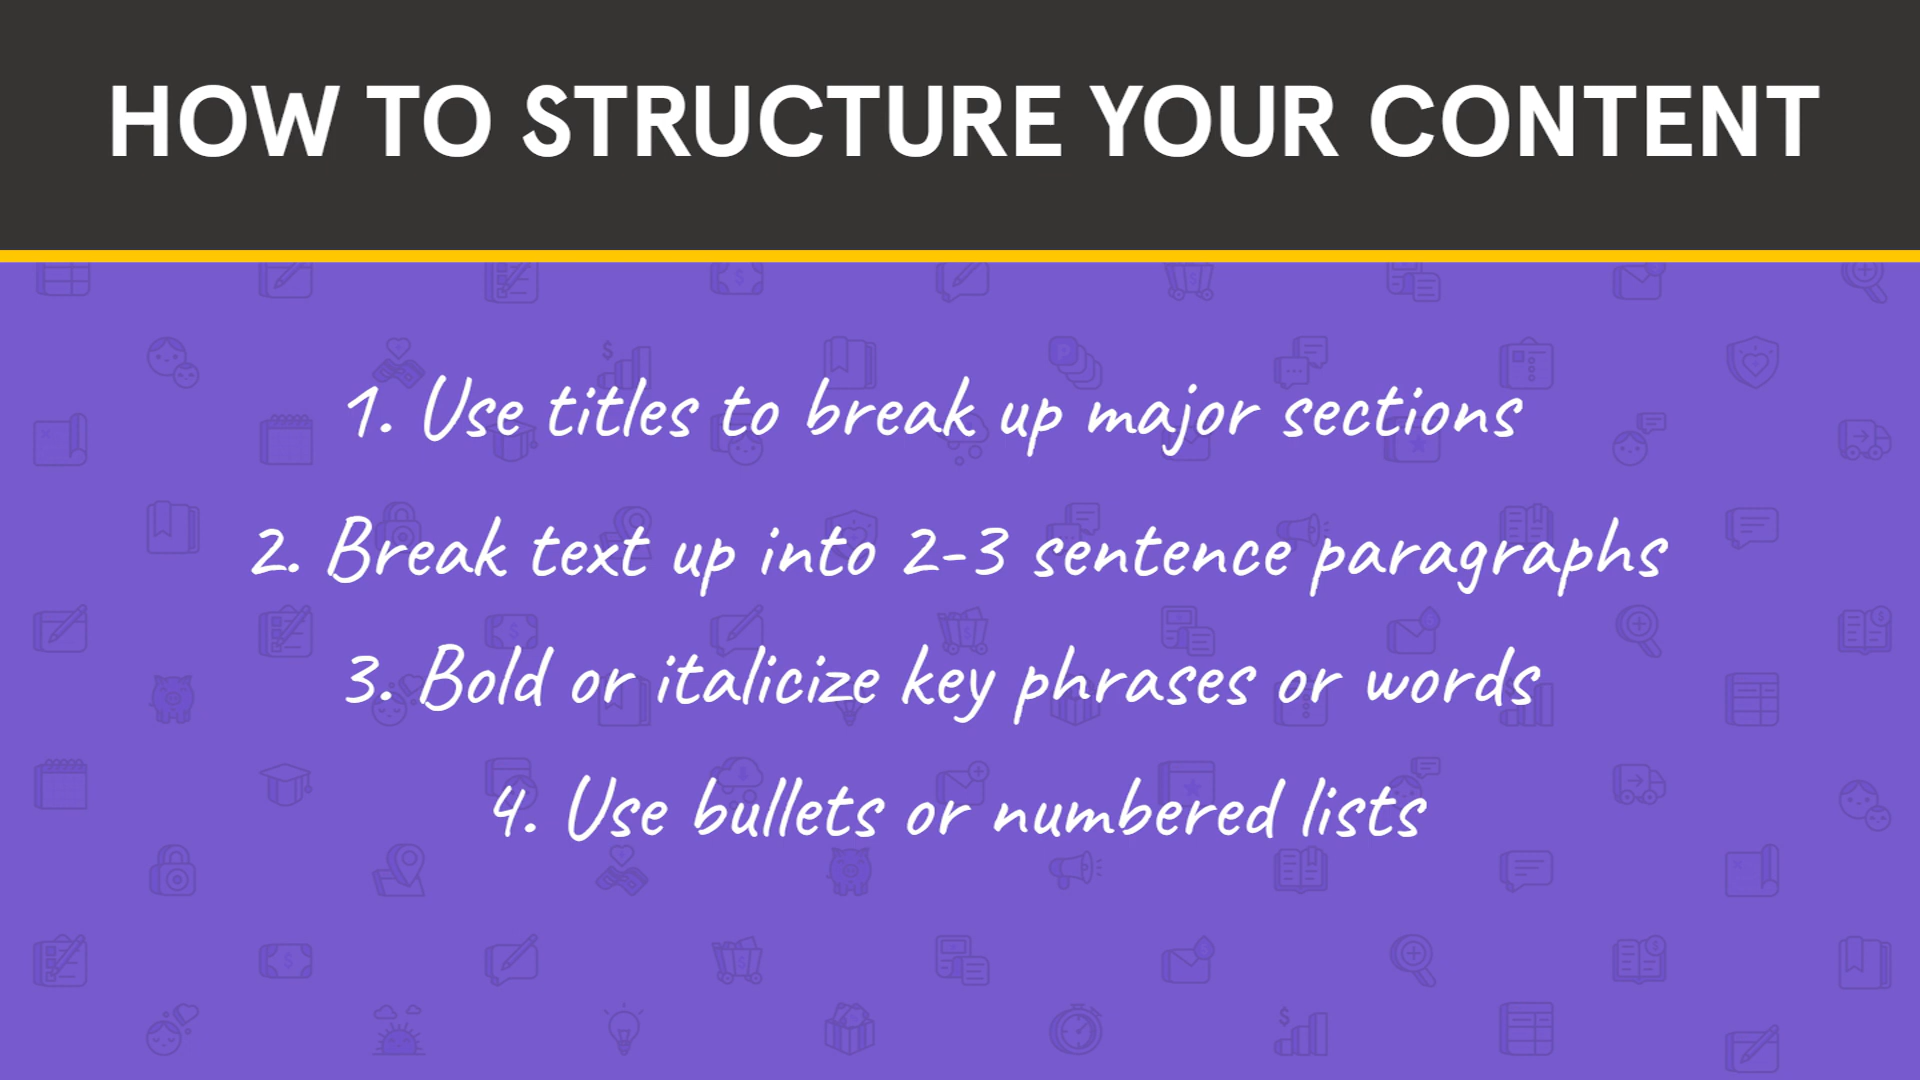 HOW TO STRUCTURE YOUR CONTENT
1. Use titles to break up major sections
2. Break text up into 2-3 sentence paragraphs
3. Bold or italicize key phrases or words
4. Use bullets or numbered lists